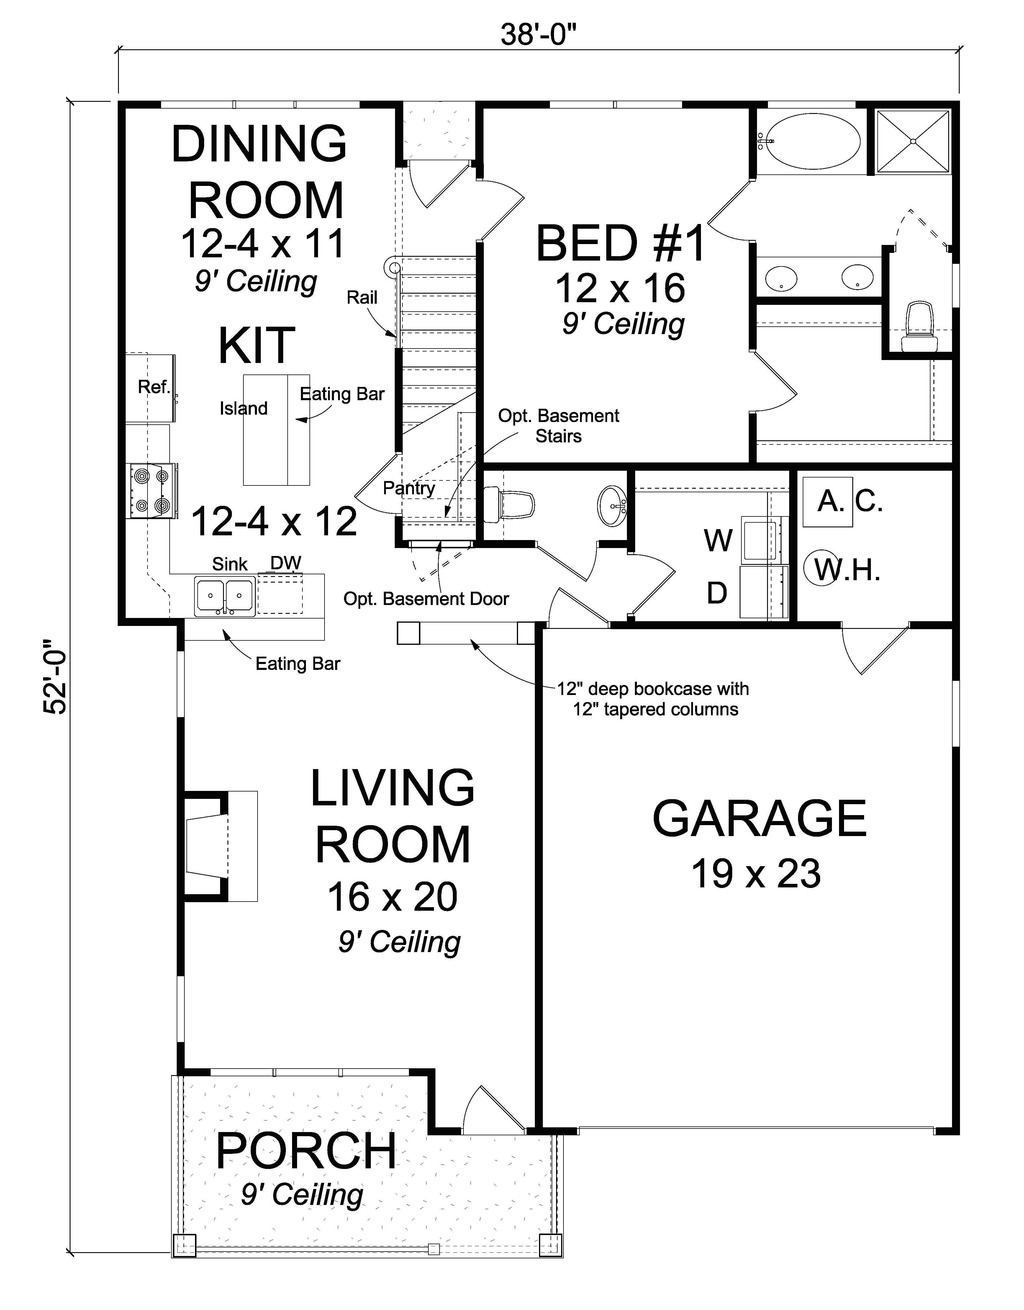 38'-0"
DINING
ROOM
12-4 x 11
9' Ceiling
BED #1
12 x 16
9' Ceiling
Rail
KIT
Ref.
Island
Eating Bar
Opt. Basement
Stairs
Pantry
12-4 x 12
A. C.
W
W.H.
D
Sink
DW
Opt. Basement Door
Eating Bar
52'-0"
12" deep bookcase with
12" tapered columns
LIVING
ROOM
16 x 20
9' Ceiling
GARAGE
19 x 23
PORCH
9' Ceiling